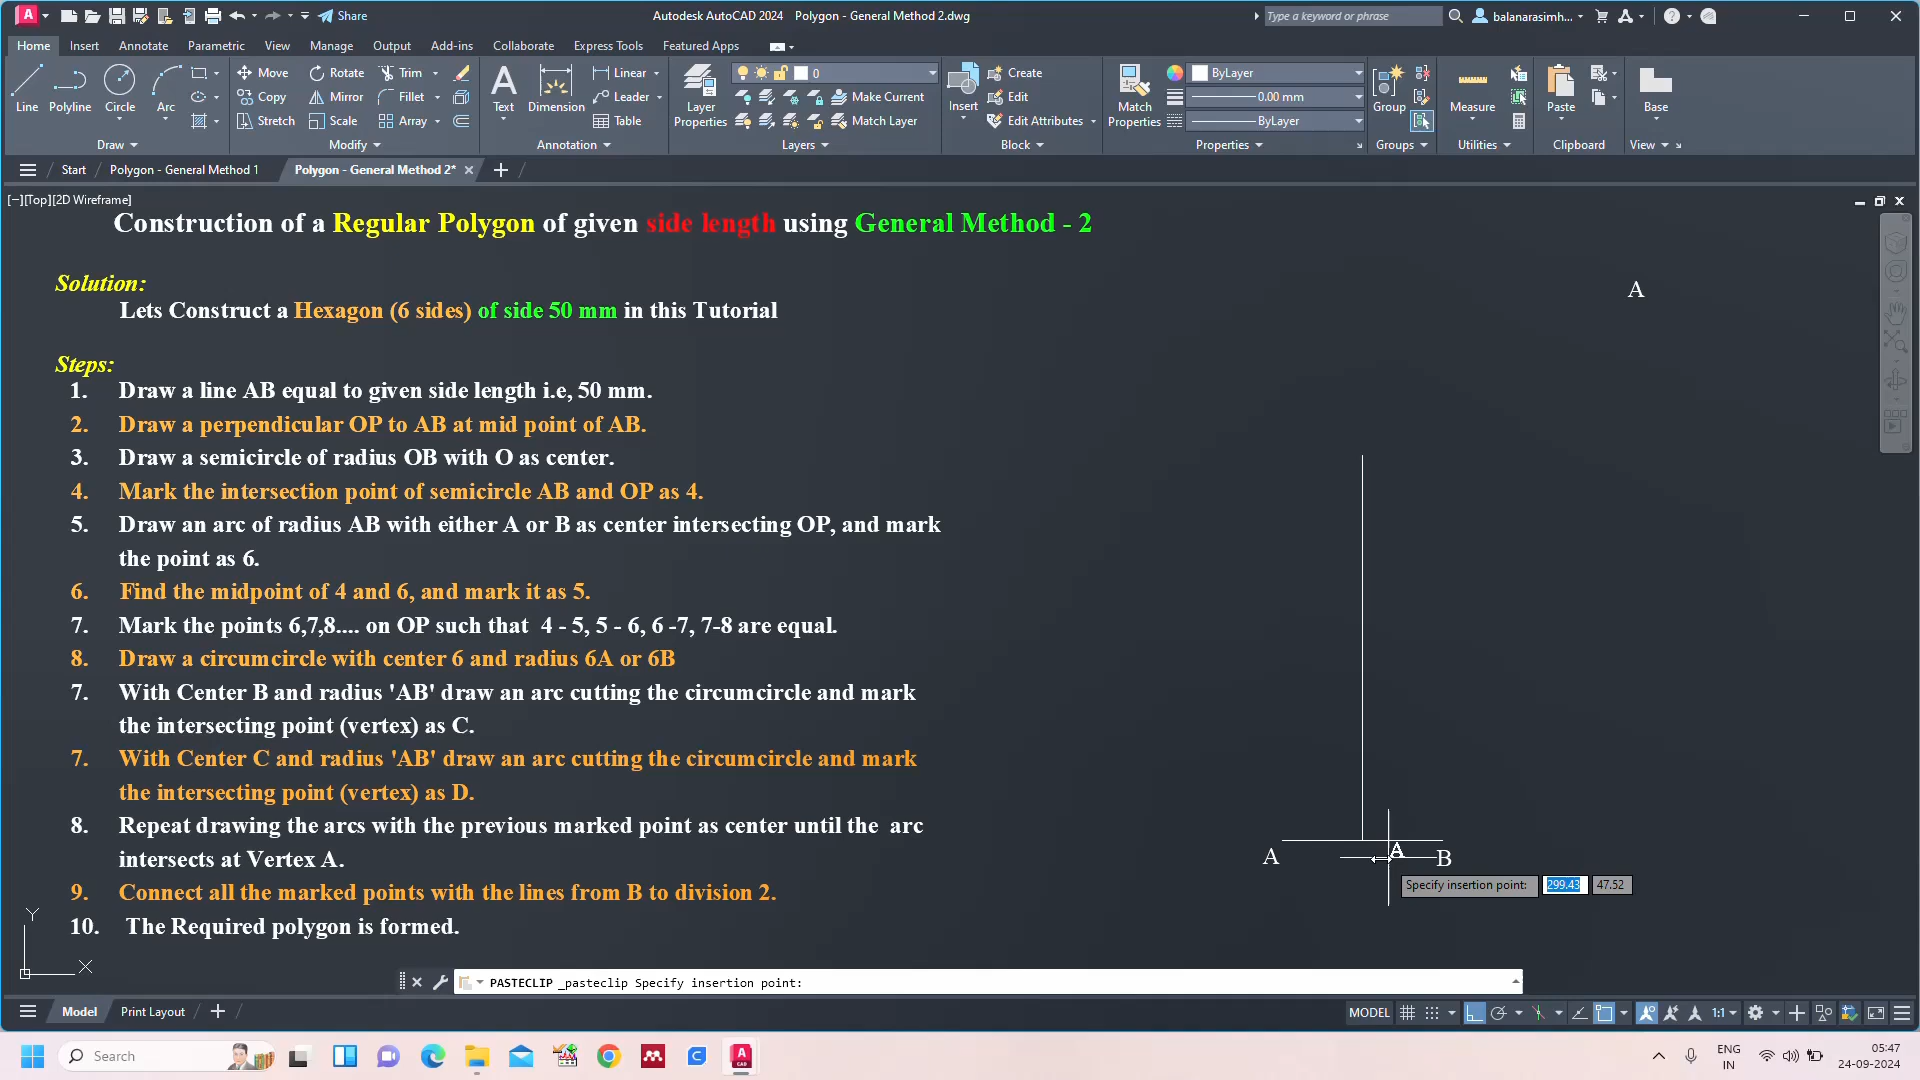 Share
Autodesk AutoCAD 2024 Polygon - General Method 2.dwg
Type a keyword or phrase
balanarasimh...
Home Insert Annotate Parametric View Manage Output Add-ins Collaborate Express Tools Featured Apps
Line Polyline Circle Arc
Move Rotate Trim
Copy Mirror Fillet
Stretch Scale Array
Text Dimension
Linear
Leader
Table
Layer Properties
0
Make Current
Match Layer
Insert
Create
Edit
Edit Attributes
Match Properties
ByLayer
0.00 mm
ByLayer
Group
Measure
Paste
Base
Draw Modify Annotation Layers Block Properties Groups Utilities Clipboard View
Start Polygon - General Method 1 Polygon - General Method 2*
[−][Top][2D Wireframe]
Construction of a Regular Polygon of given side length using General Method - 2
Solution:
Lets Construct a Hexagon (6 sides) of side 50 mm in this Tutorial
Steps:
1. Draw a line AB equal to given side length i.e, 50 mm.
2. Draw a perpendicular OP to AB at mid point of AB.
3. Draw a semicircle of radius OB with O as center.
4. Mark the intersection point of semicircle AB and OP as 4.
5. Draw an arc of radius AB with either A or B as center intersecting OP, and mark
the point as 6.
6. Find the midpoint of 4 and 6, and mark it as 5.
7. Mark the points 6,7,8.... on OP such that 4 - 5, 5 - 6, 6 -7, 7-8 are equal.
8. Draw a circumcircle with center 6 and radius 6A or 6B
7. With Center B and radius 'AB' draw an arc cutting the circumcircle and mark
the intersecting point (vertex) as C.
7. With Center C and radius 'AB' draw an arc cutting the circumcircle and mark
the intersecting point (vertex) as D.
8. Repeat drawing the arcs with the previous marked point as center until the arc
intersects at Vertex A.
9. Connect all the marked points with the lines from B to division 2.
10. The Required polygon is formed.
A
A A B
Specify insertion point: 299.43 47.52
Y
X
PASTECLIP _pasteclip Specify insertion point:
Model Print Layout
MODEL 1:1
Search
ENG
IN
05:47
24-09-2024